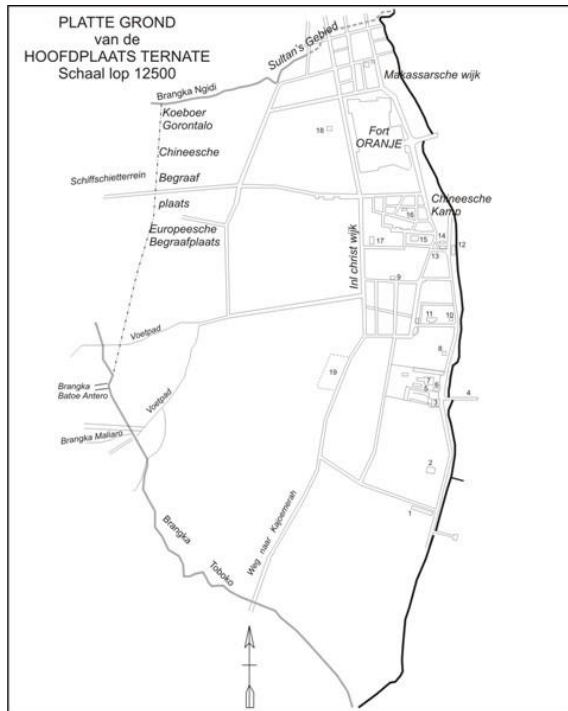 PLATTE GROND
van de
HOOFDPLAATS TERNATE
Schaal lop 12500
Sultan's Gebied
Brangka Ngidi
Makassarsche wijk
Koeboer
Gorontalo
18
Fort
ORANJE
Chineesche
Schiffschietterrein
Begraaf
plaats
Chineesche
Kamp
16
Europeesche
Begraafplaats
Inl christ wijk
17
15
14
13
12
9
11
10
Voetpad
8
19
7
6
5
4
3
Brangka
Batoe Antero
Voetpad
Brangka Maliaro
2
1
Weg naar Kajoemerah
Brangka
Toboko